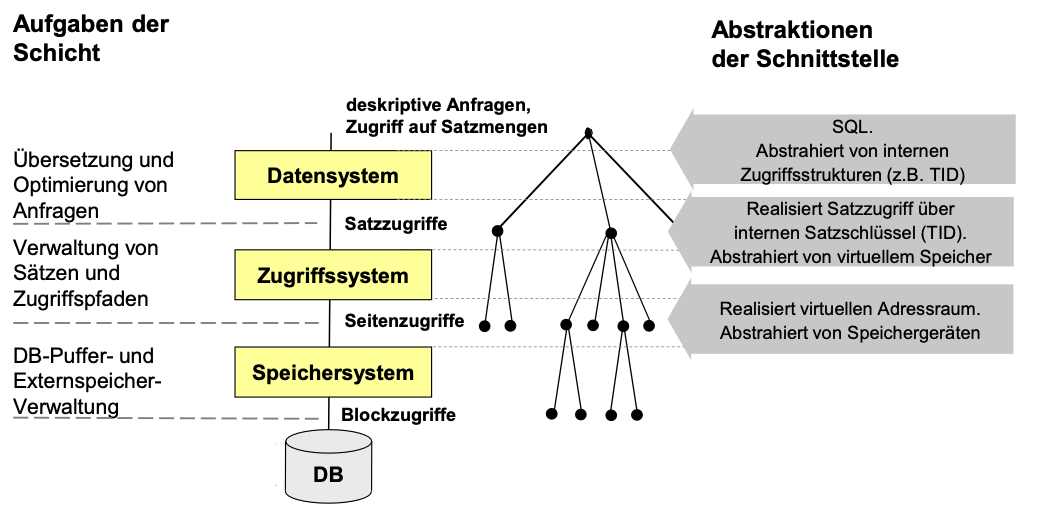 Aufgaben der
Schicht
Abstraktionen
der Schnittstelle
deskriptive Anfragen,
Zugriff auf Satzmengen
Übersetzung und
Optimierung von
Anfragen
Datensystem
SQL.
Abstrahiert von internen
Zugriffsstrukturen (z.B. TID)
Satzzugriffe
Verwaltung von
Sätzen und
Zugriffspfaden
Zugriffssystem
Realisiert Satzzugriff über
internen Satzschlüssel (TID).
Abstrahiert von virtuellem Speicher
Seitenzugriffe
DB-Puffer- und
Externspeicher-
Verwaltung
Speichersystem
Realisiert virtuellen Adressraum.
Abstrahiert von Speichergeräten
Blockzugriffe
DB